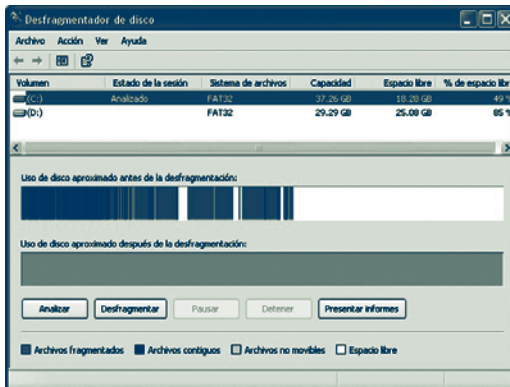 Desfragmentador de disco
Archivo Acción Ver Ayuda
Volumen Estado de la sesión Sistema de archivos Capacidad Espacio libre % de espacio libr
(C:) Analizado FAT32 37.26 GB 18.28 GB 49 %
(D:) FAT32 29.29 GB 25.08 GB 85 %
Uso de disco aproximado antes de la desfragmentación:
Uso de disco aproximado después de la desfragmentación:
Analizar Desfragmentar Pausar Detener Presentar informes
Archivos fragmentados Archivos contiguos Archivos no movibles Espacio libre